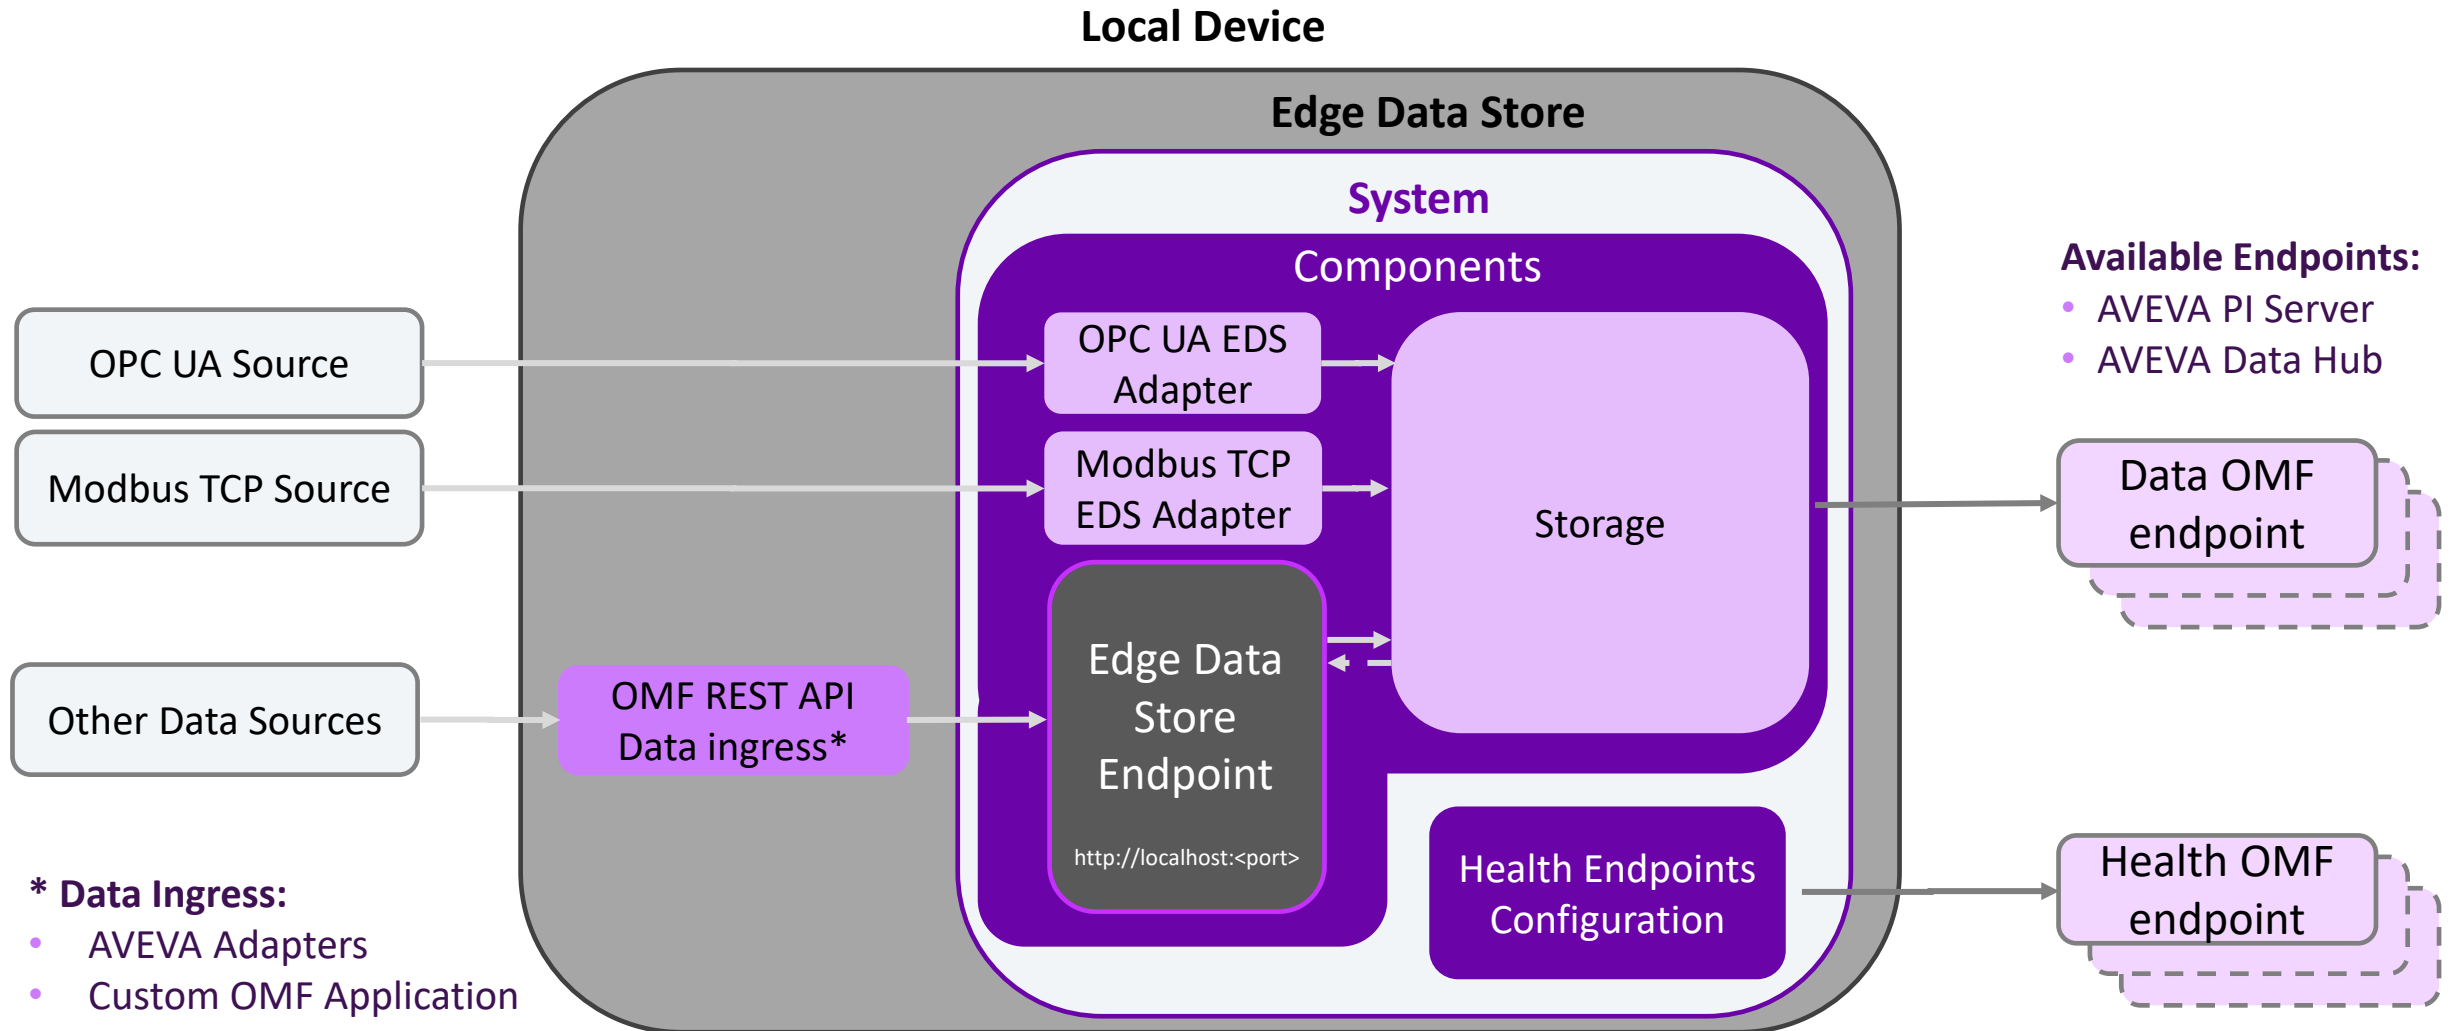 Local Device
Edge Data Store
System
Components
OPC UA Source
Modbus TCP Source
Other Data Sources
OMF REST API
Data ingress*
OPC UA EDS
Adapter
Modbus TCP
EDS Adapter
Edge Data
Store
Endpoint
http://localhost:<port>
Storage
Health Endpoints
Configuration
Available Endpoints:
• AVEVA PI Server
• AVEVA Data Hub
Data OMF
endpoint
Health OMF
endpoint
* Data Ingress:
• AVEVA Adapters
• Custom OMF Application